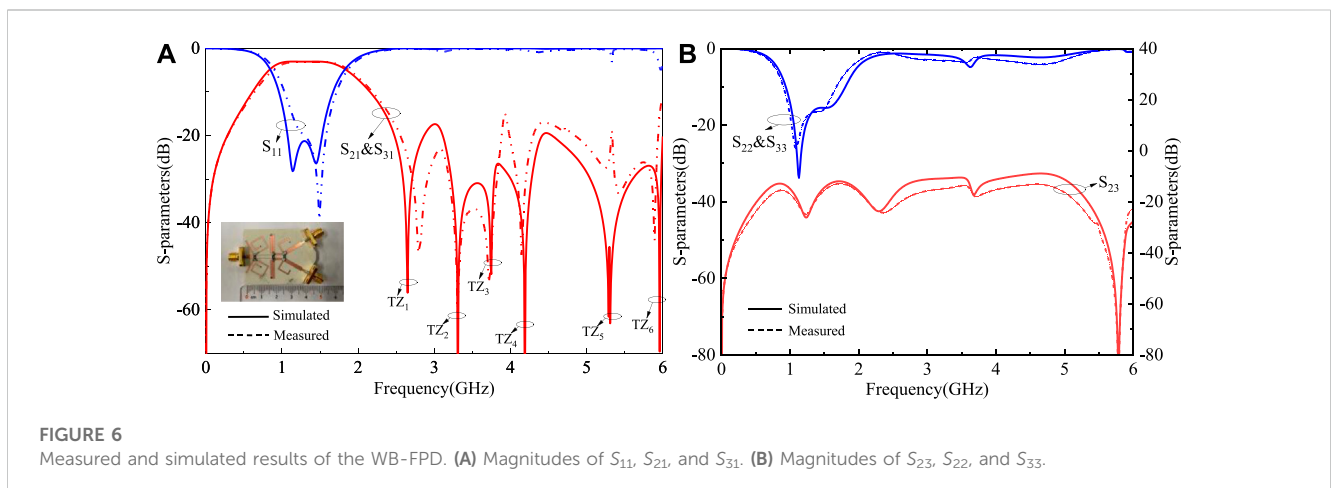 A
0
-20
-40
-60
S-parameters(dB)
S11
S21&S31
TZ1
TZ2
TZ3
TZ4
TZ5
TZ6
Simulated
Measured
0 1 2 3 4 5 6
Frequency(GHz)
B
0
-20
-40
-60
-80
S-parameters(dB)
S22&S33
S23
Simulated
Measured
40
20
0
-20
-40
-60
-80
S-parameters(dB)
0 1 2 3 4 5 6
Frequency(GHz)
FIGURE 6
Measured and simulated results of the WB-FPD. (A) Magnitudes of S11, S21, and S31. (B) Magnitudes of S23, S22, and S33.